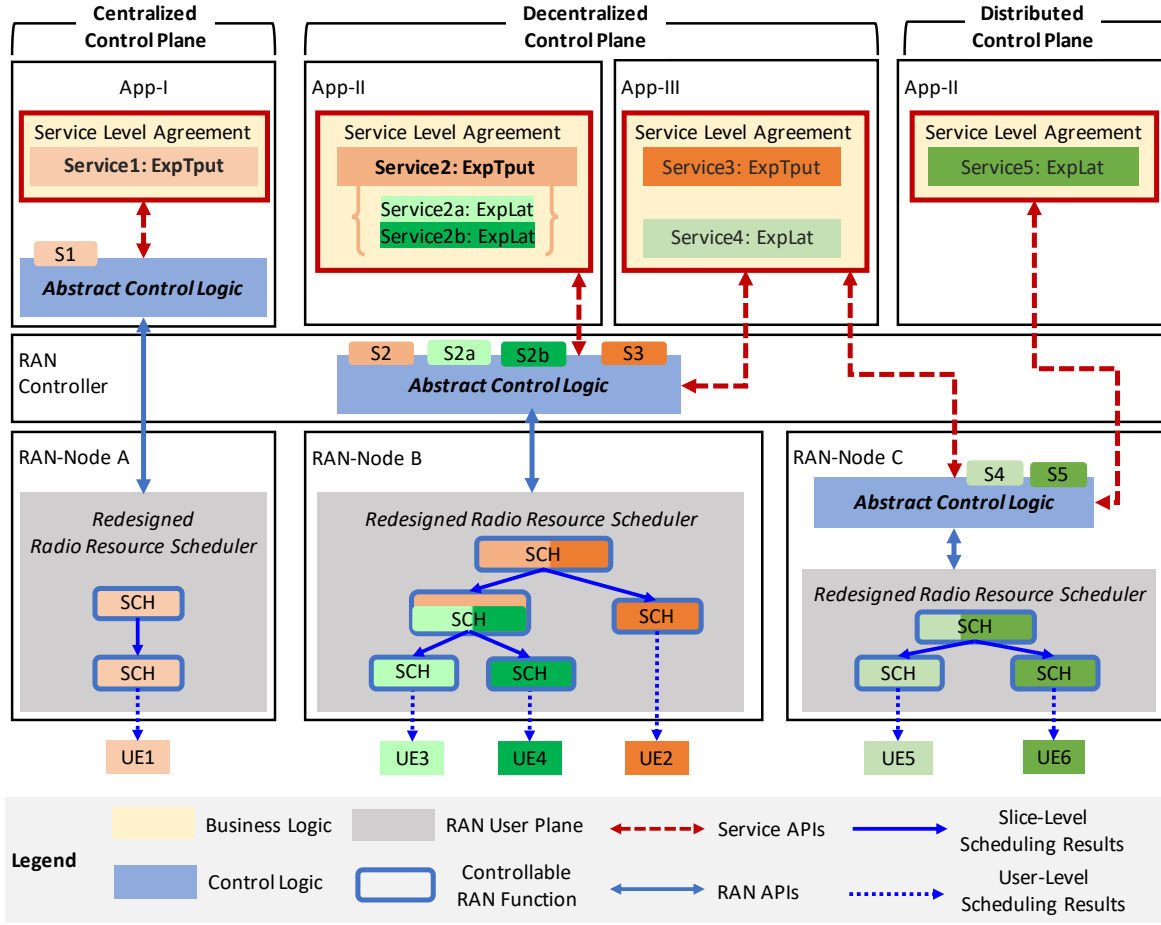 Centralized
Control Plane
Decentralized
Control Plane
Distributed
Control Plane
App-I
Service Level Agreement
Service1: ExpTput
S1
Abstract Control Logic
App-II
Service Level Agreement
Service2: ExpTput
Service2a: ExpLat
Service2b: ExpLat
App-III
Service Level Agreement
Service3: ExpTput
Service4: ExpLat
App-II
Service Level Agreement
Service5: ExpLat
RAN
Controller
S2
S2a
S2b
S3
Abstract Control Logic
RAN-Node A
Redesigned
Radio Resource Scheduler
SCH
SCH
RAN-Node B
Redesigned Radio Resource Scheduler
SCH
SCH
SCH
SCH
SCH
RAN-Node C
S4
S5
Abstract Control Logic
Redesigned Radio Resource Scheduler
SCH
SCH
SCH
UE1
UE3
UE4
UE2
UE5
UE6
Legend
Business Logic
RAN User Plane
Service APIs
Slice-Level
Scheduling Results
Control Logic
Controllable
RAN Function
RAN APIs
User-Level
Scheduling Results